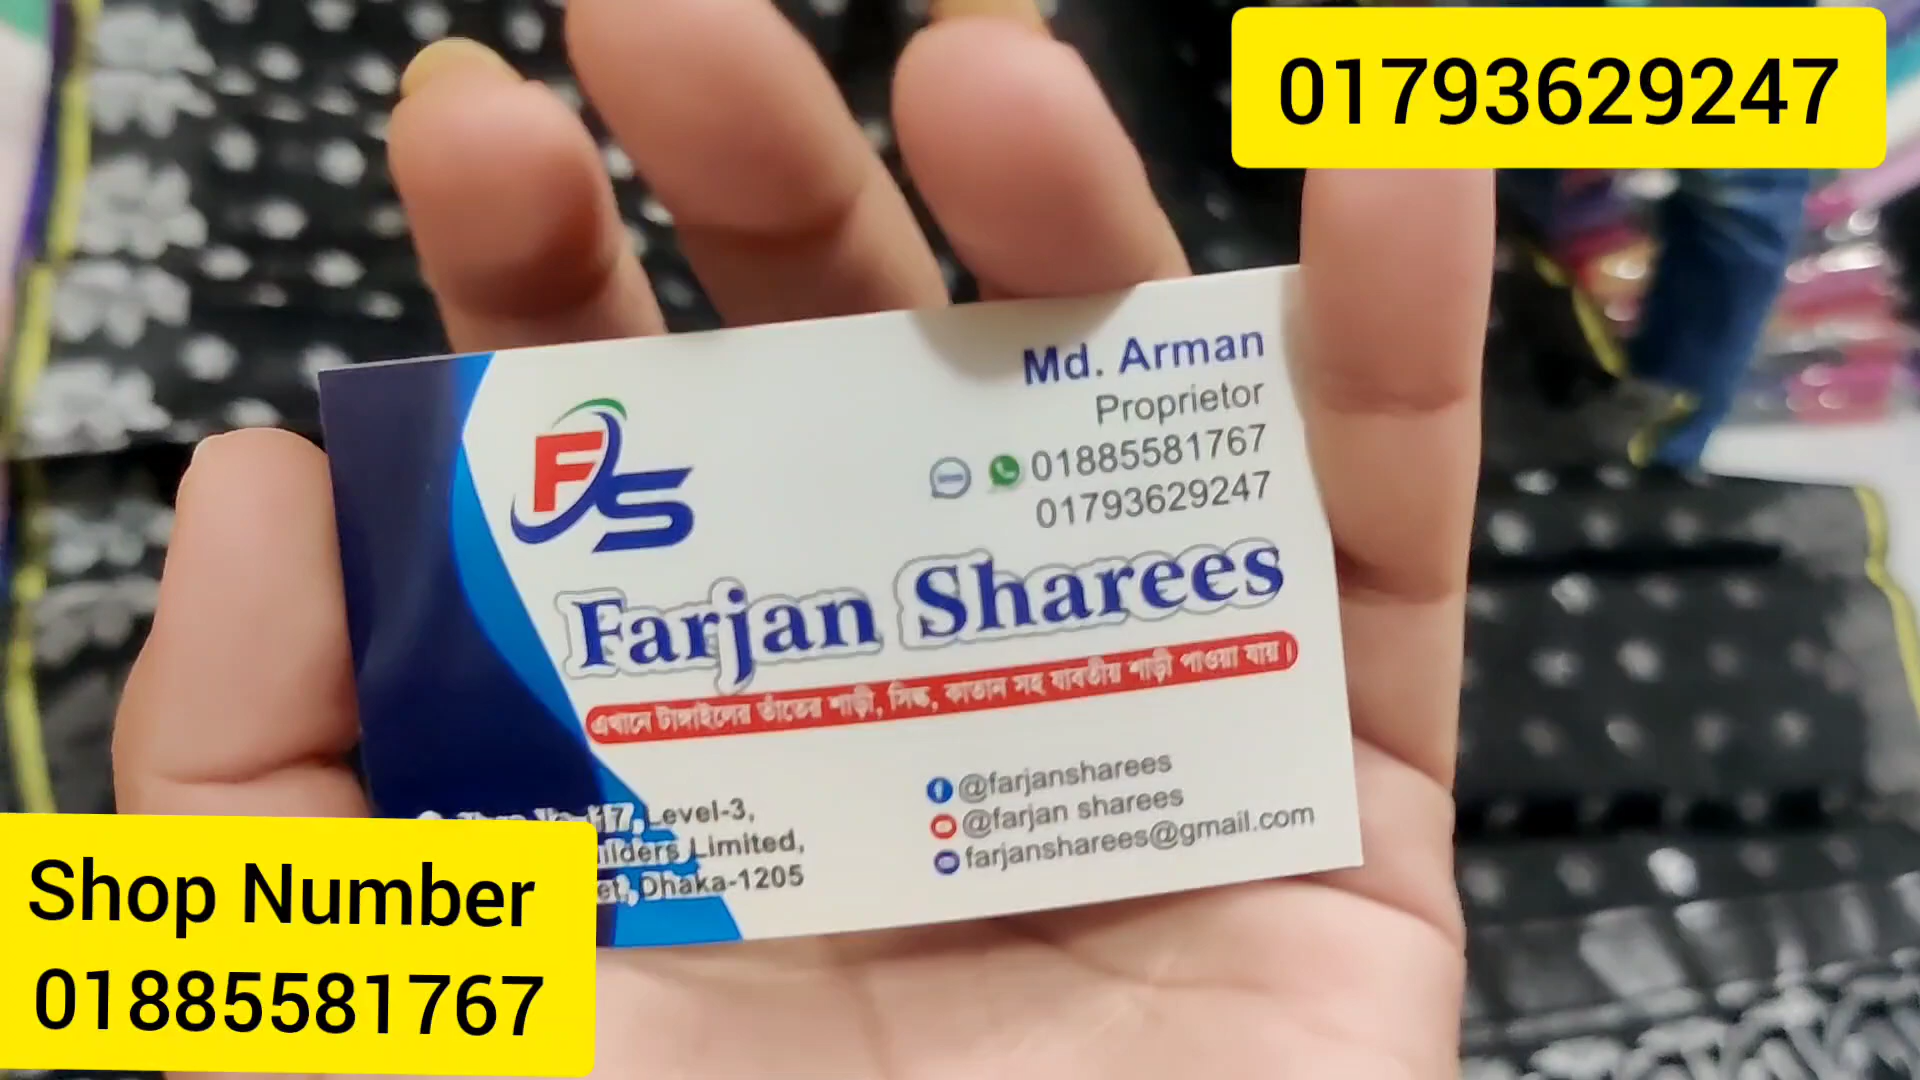 01793629247
FS
Md. Arman
Proprietor
01885581767
01793629247
Farjan Sharees
এখানে টাঙ্গাইলের তাঁতের শাড়ী, সিল্ক, কাতান সহ যাবতীয় শাড়ী পাওয়া যায়।
17, Level-3,
ilders Limited,
et, Dhaka-1205
@farjansharees
@farjan sharees
farjansharees@gmail.com
Shop Number
01885581767